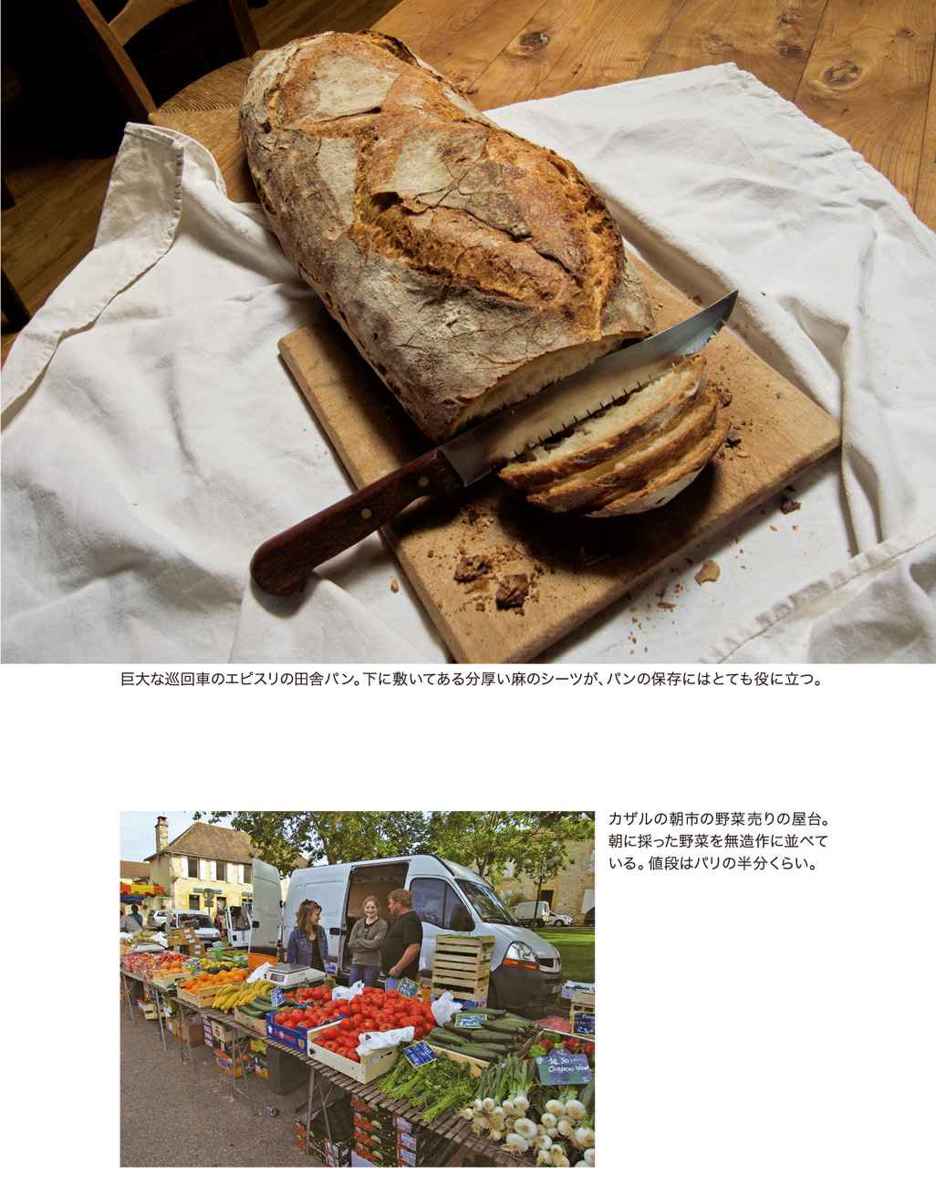 巨大な巡回車のエピスリの田舎パン。下に敷いてある分厚い麻のシーツが、パンの保存にはとても役に立つ。
カザルの朝市の野菜売りの屋台。
朝に採った野菜を無造作に並べて
いる。値段はパリの半分くらい。